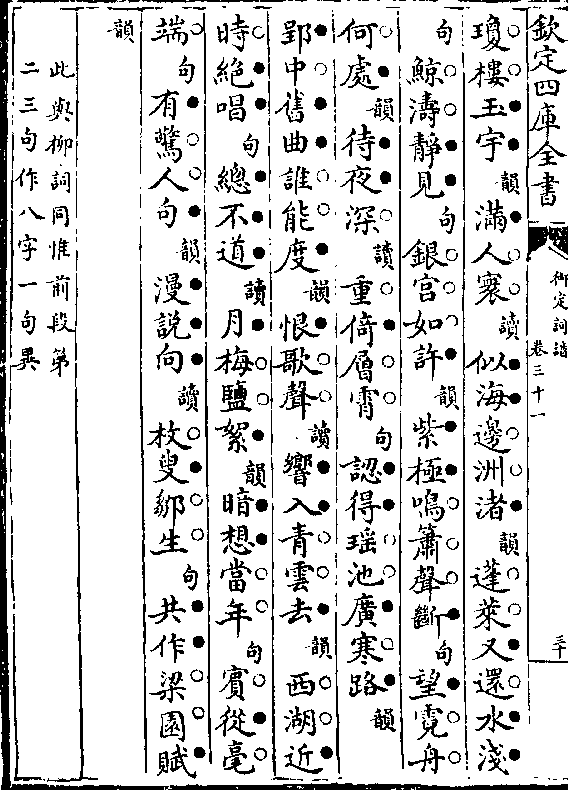 欽定四庫全書
御定詞譜
卷三十一
三十
瓊樓玉宇韻滿人寰讀似海邊洲渚韻蓬萊又還水淺
句鯨濤靜見句銀宮如許韻紫極鳴簫聲斷句望霓舟
何處韻待夜深讀重倚層霄句認得瑶池廣寒路韻
郢中舊曲誰能度韻恨歌聲讀響入青雲去韻西湖近
時絶唱句總不道讀月梅鹽絮韻暗想當年句賓從毫
端句有驚人句韻漫説向讀枚叟鄒生句共作梁園賦
韻
此與柳詞同惟前段第
二三句作八字一句異